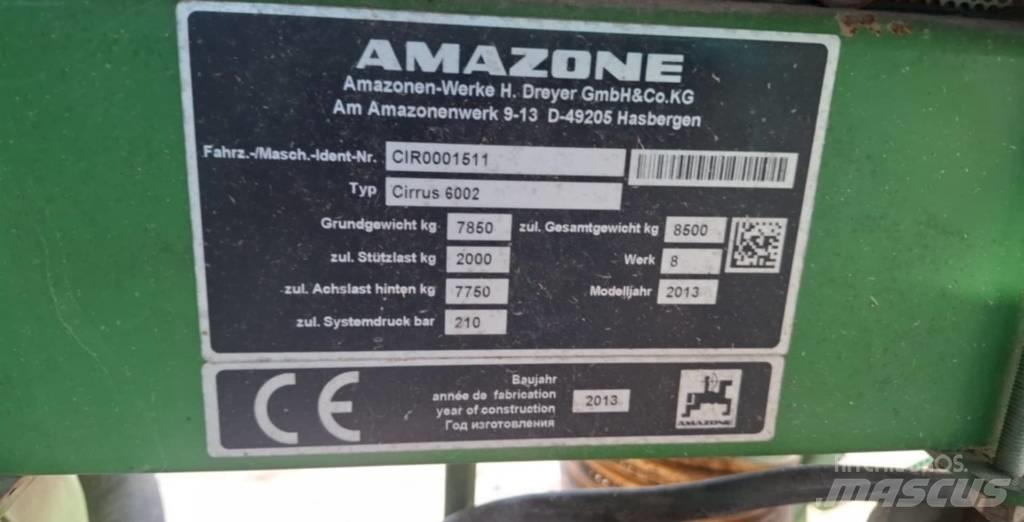 AMAZONE
Amazonen-Werke H. Dreyer GmbH&Co.KG
Am Amazonenwerk 9-13 D-49205 Hasbergen
Fahrz.-/Masch.-Ident-Nr. CIR0001511
Typ Cirrus 6002
Grundgewicht kg 7850 zul. Gesamtgewicht kg 8500
zul. Stützlast kg 2000 Werk 8
zul. Achslast hinten kg 7750 Modelljahr 2013
zul. Systemdruck bar 210
CE
Baujahr
année de fabrication
year of construction 2013
Год изготовления
AMAZONE
MASCUS